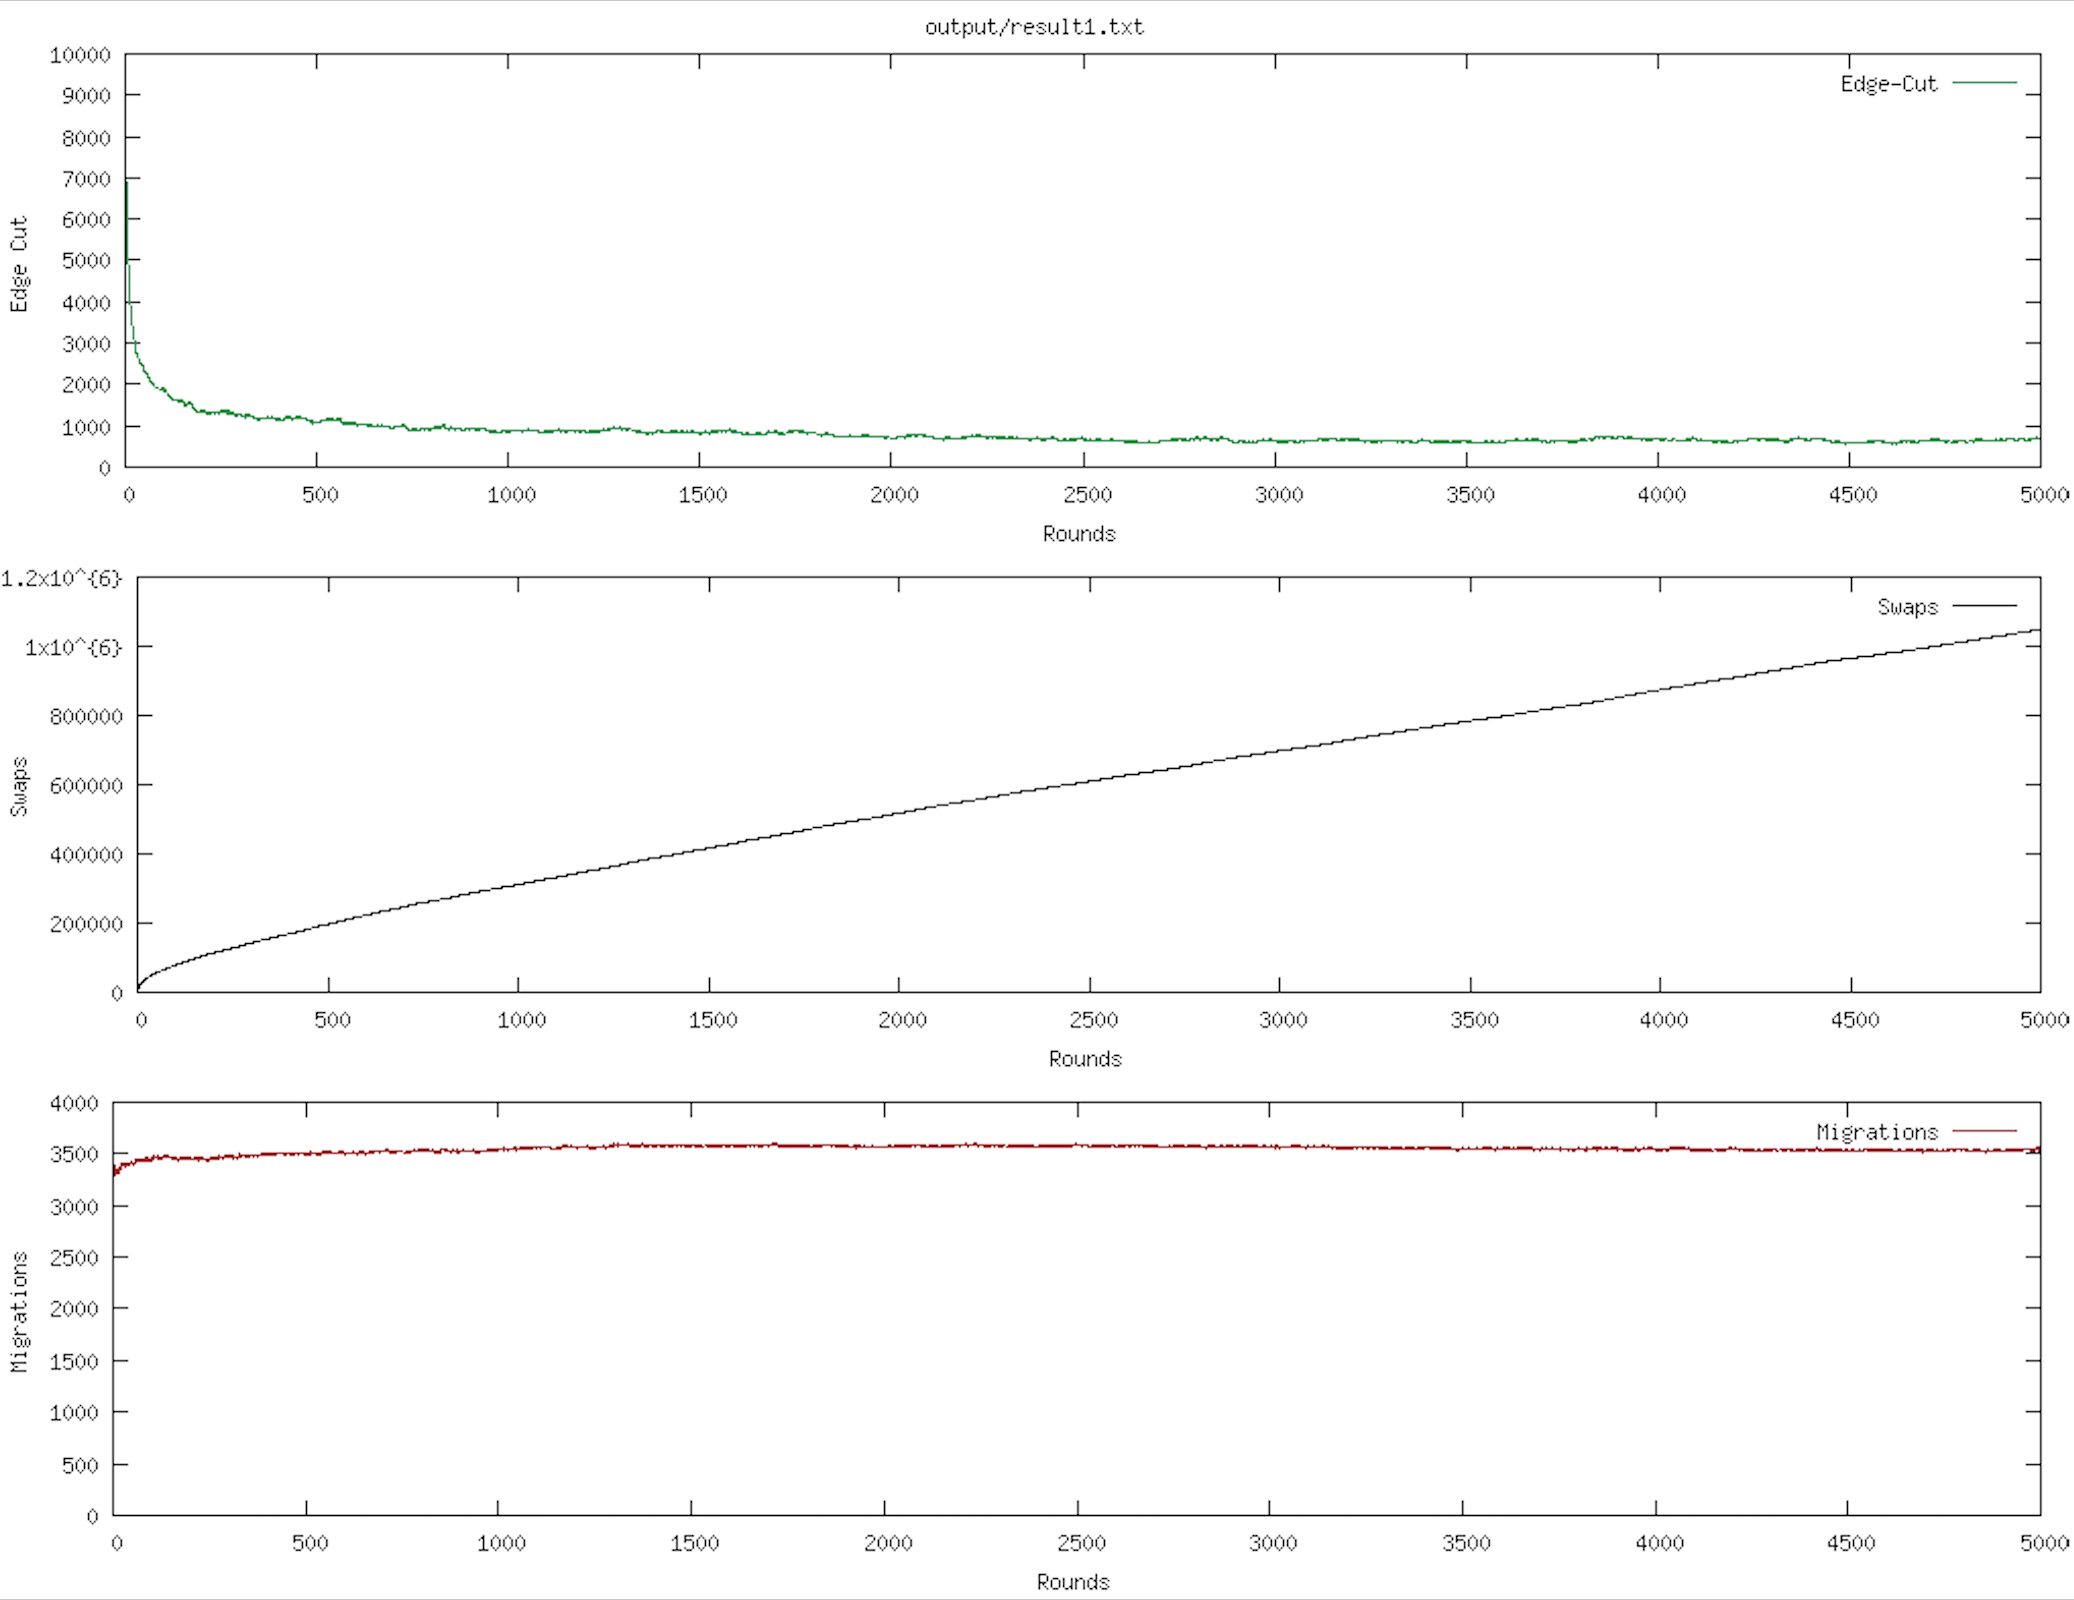 output/result1.txt
10000
9000
8000
7000
6000
5000
4000
3000
2000
1000
0
Edge Cut
Edge-Cut
0 500 1000 1500 2000 2500 3000 3500 4000 4500 5000
Rounds
1.2x10^{6}
1x10^{6}
800000
600000
400000
200000
0
Swaps
Swaps
0 500 1000 1500 2000 2500 3000 3500 4000 4500 5000
Rounds
4000
3500
3000
2500
2000
1500
1000
500
0
Migrations
Migrations
0 500 1000 1500 2000 2500 3000 3500 4000 4500 5000
Rounds